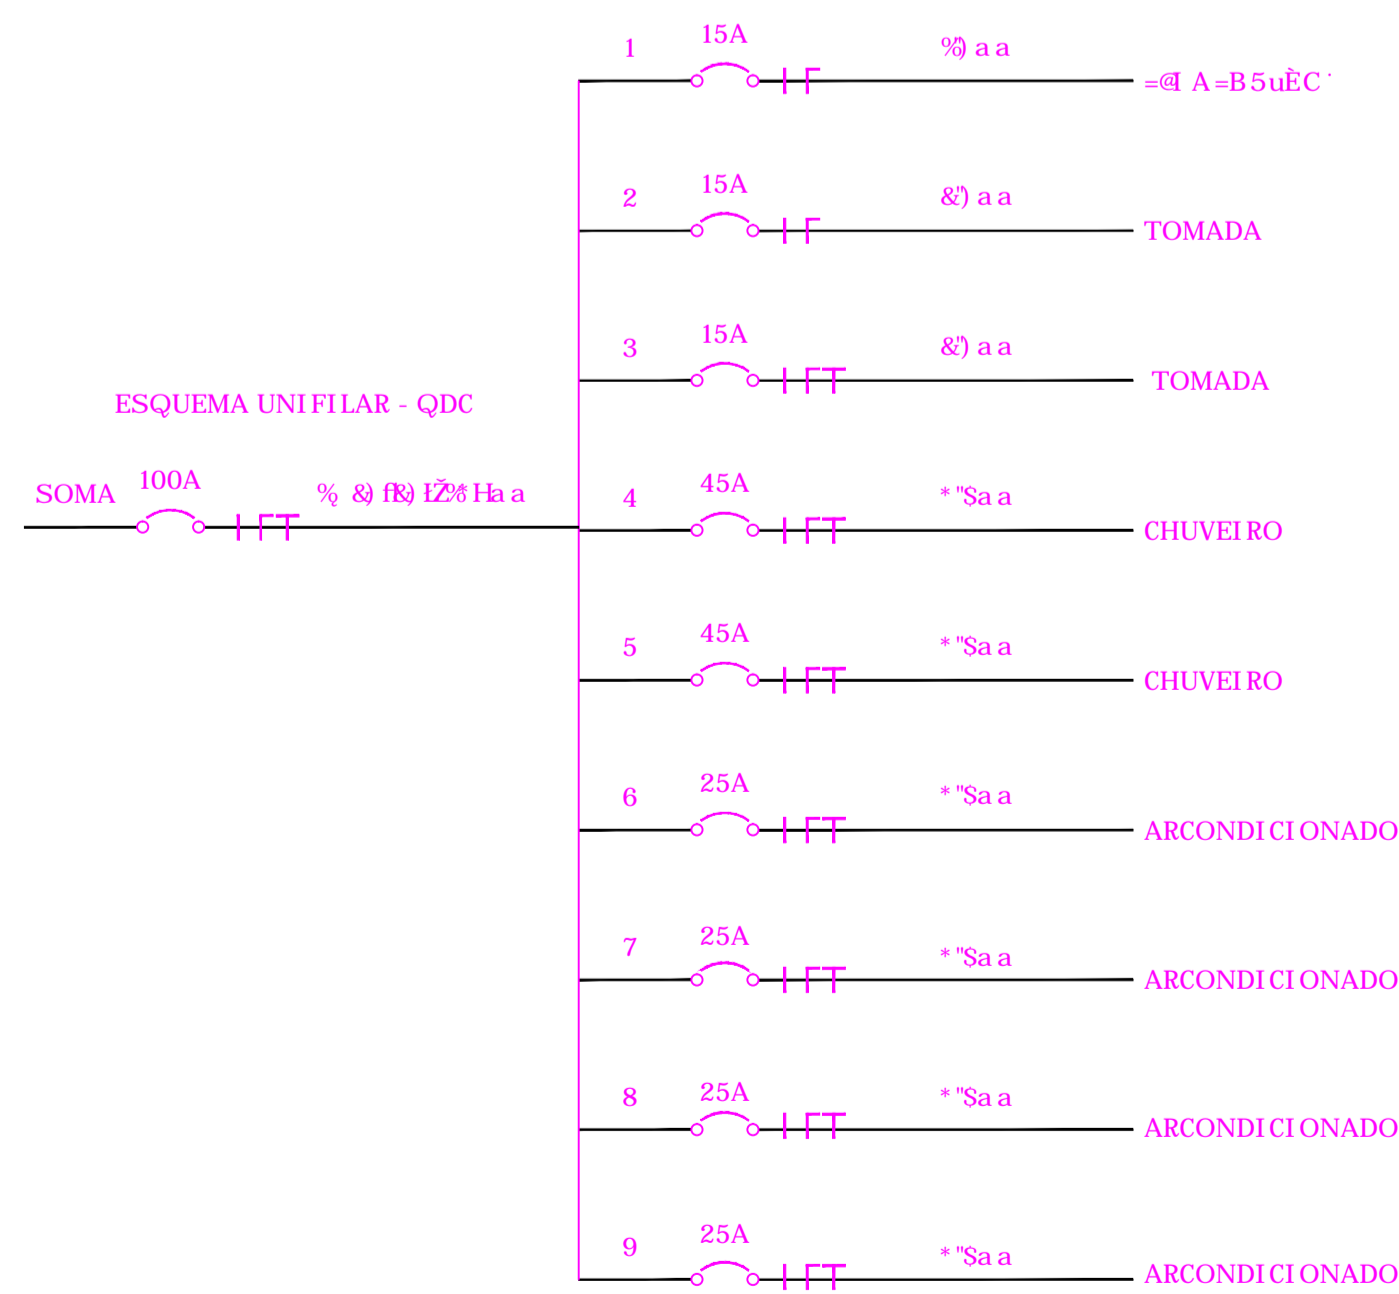 1 15A %") a a
=@I A=B5uÈC˙
2 15A &") a a
TOMADA
3 15A &") a a
TOMADA
ESQUEMA UNIFILAR - QDC
SOMA 100A
4 45A *"$a a
CHUVEIRO
5 45A *"$a a
CHUVEIRO
6 25A *"$a a
ARCONDICIONADO
7 25A *"$a a
ARCONDICIONADO
8 25A *"$a a
ARCONDICIONADO
9 25A *"$a a
ARCONDICIONADO